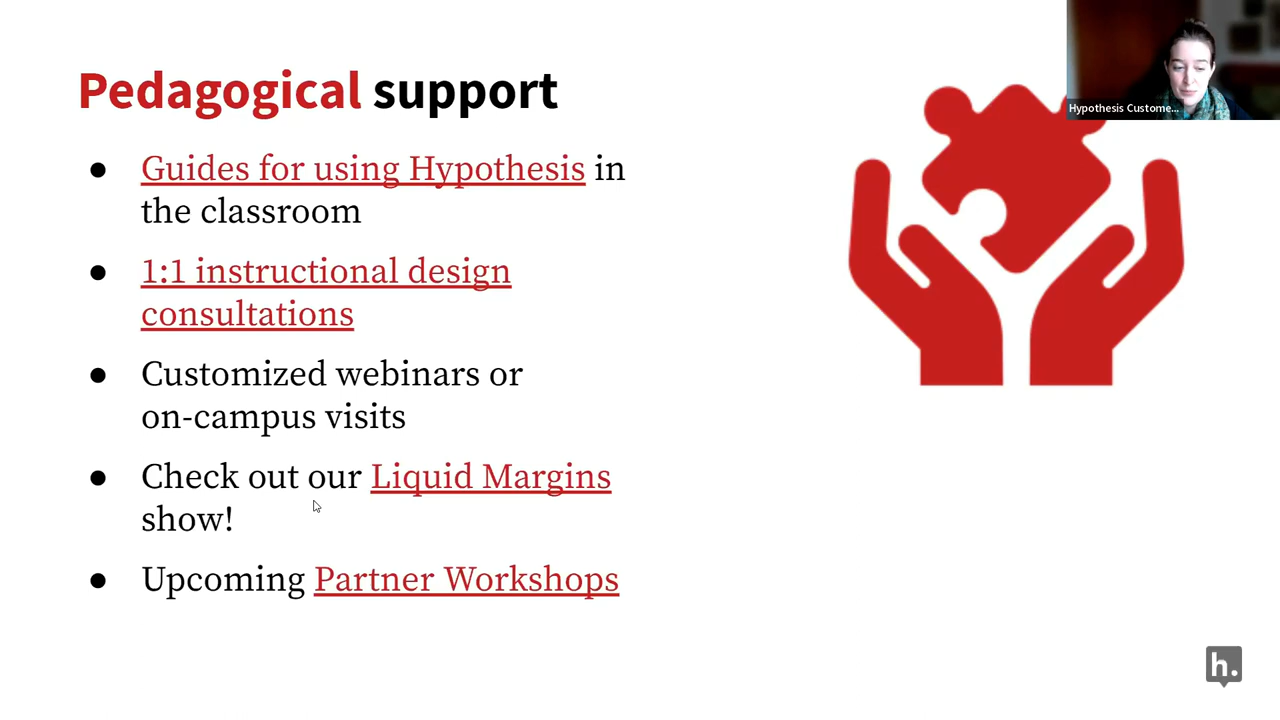 Pedagogical support
● Guides for using Hypothesis in
the classroom
● 1:1 instructional design
consultations
● Customized webinars or
on-campus visits
● Check out our Liquid Margins
show!
● Upcoming Partner Workshops
Hypothesis Custome...
h.